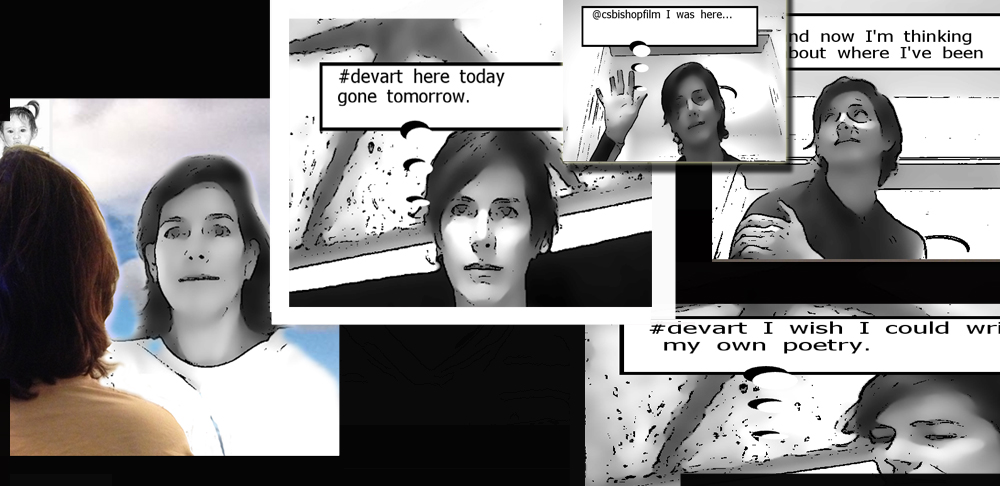 #devart here today
gone tomorrow.
@csbishopfilm I was here...
nd now I'm thinking
bout where I've been
#devart I wish I could wri
my own poetry.